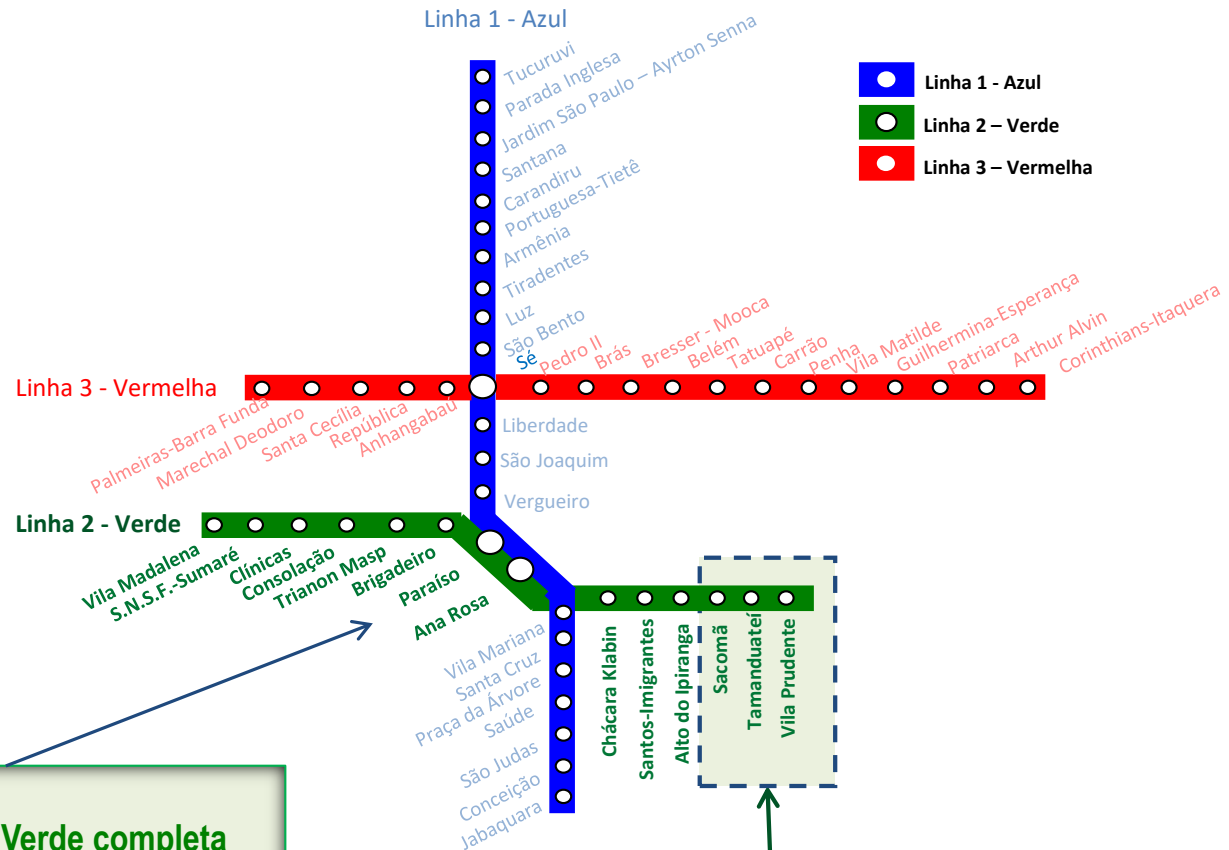 Linha 1 - Azul
Tucuruvi
Parada Inglesa
Jardim São Paulo – Ayrton Senna
Santana
Carandiru
Portuguesa-Tietê
Armênia
Tiradentes
Luz
São Bento
Sé
Linha 1 - Azul
Linha 2 – Verde
Linha 3 – Vermelha
Linha 3 - Vermelha
Pedro II
Brás
Bresser - Mooca
Belém
Tatuapé
Carrão
Penha
Vila Matilde
Guilhermina-Esperança
Patriarca
Arthur Alvin
Corinthians-Itaquera
Palmeiras-Barra Funda
Marechal Deodoro
Santa Cecília
República
Anhangabaú
Liberdade
São Joaquim
Vergueiro
Linha 2 - Verde
Vila Madalena
S.N.S.F.-Sumaré
Clínicas
Consolação
Trianon Masp
Brigadeiro
Paraíso
Ana Rosa
Vila Mariana
Santa Cruz
Praça da Árvore
Saúde
São Judas
Conceição
Jabaquara
Chácara Klabin
Santos-Imigrantes
Alto do Ipiranga
Sacomã
Tamanduateí
Vila Prudente
Verde completa